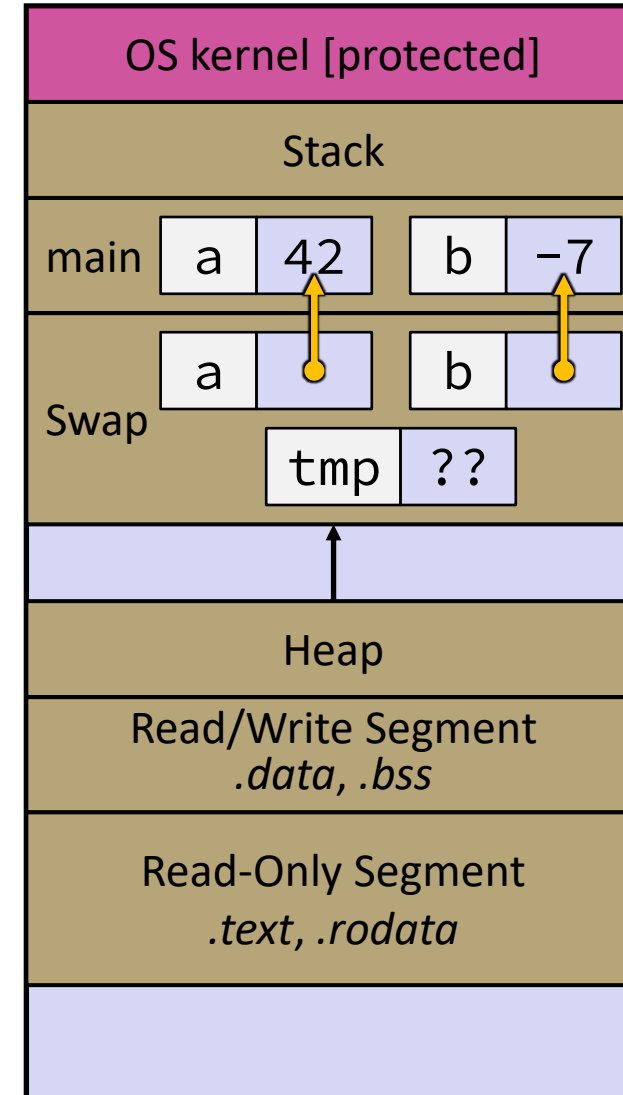 OS kernel [protected]
Stack
main a 42 b -7
Swap a b
tmp ??
Heap
Read/Write Segment
.data, .bss
Read-Only Segment
.text, .rodata